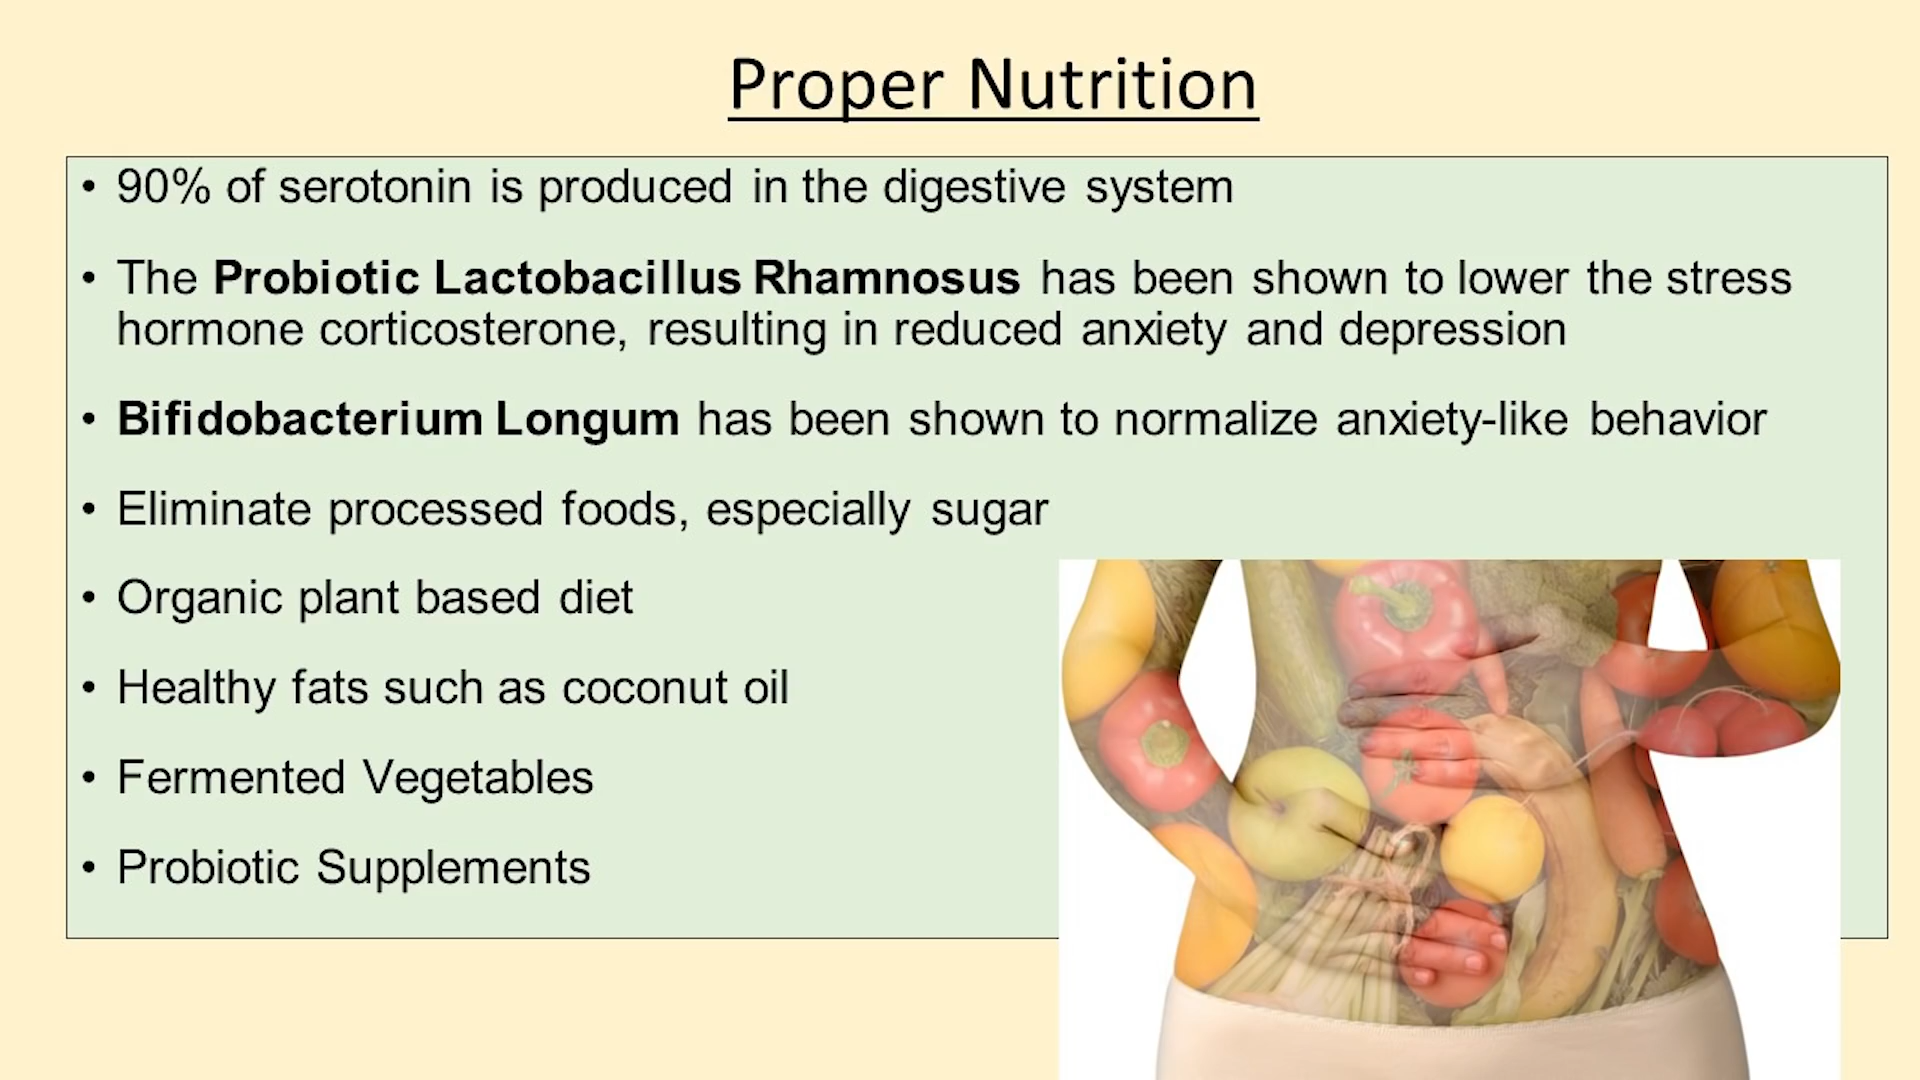 Proper Nutrition
• 90% of serotonin is produced in the digestive system
• The Probiotic Lactobacillus Rhamnosus has been shown to lower the stress
hormone corticosterone, resulting in reduced anxiety and depression
• Bifidobacterium Longum has been shown to normalize anxiety-like behavior
• Eliminate processed foods, especially sugar
• Organic plant based diet
• Healthy fats such as coconut oil
• Fermented Vegetables
• Probiotic Supplements